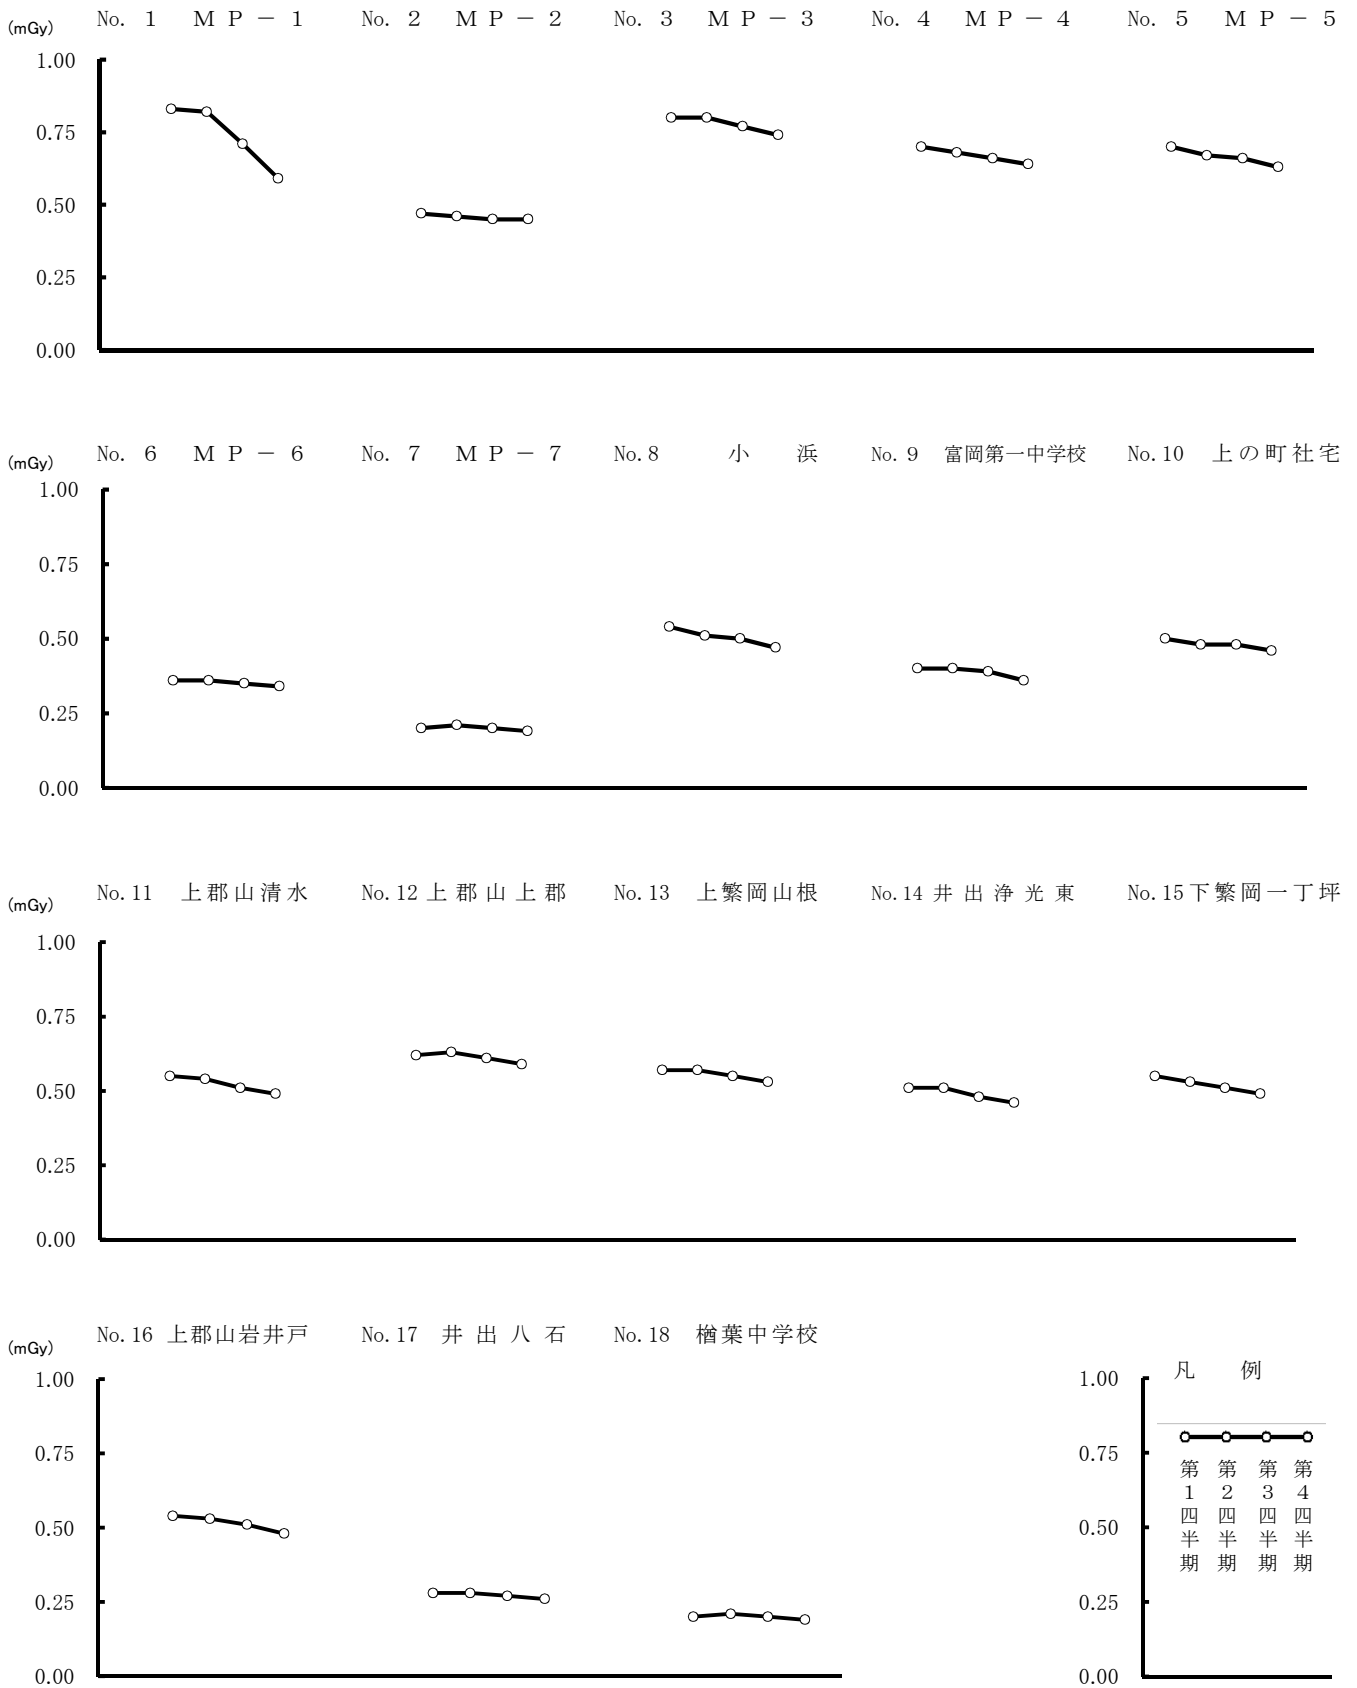 (mGy) No. 1 ＭＰ－１ No. 2 ＭＰ－２ No. 3 ＭＰ－３ No. 4 ＭＰ－４ No. 5 ＭＰ－５
1.00
0.75
0.50
0.25
0.00
(mGy) No. 6 ＭＰ－６ No. 7 ＭＰ－７ No.8 小浜 No. 9 富岡第一中学校 No.10 上の町社宅
1.00
0.75
0.50
0.25
0.00
(mGy) No.11 上郡山清水 No.12 上郡山上郡 No.13 上繁岡山根 No.14 井出浄光東 No.15 下繁岡一丁坪
1.00
0.75
0.50
0.25
0.00
(mGy) No.16 上郡山岩井戸 No.17 井出八石 No.18 楢葉中学校
1.00
0.75
0.50
0.25
0.00
凡例
1.00
0.75
0.50
0.25
0.00
第１四半期
第２四半期
第３四半期
第４四半期